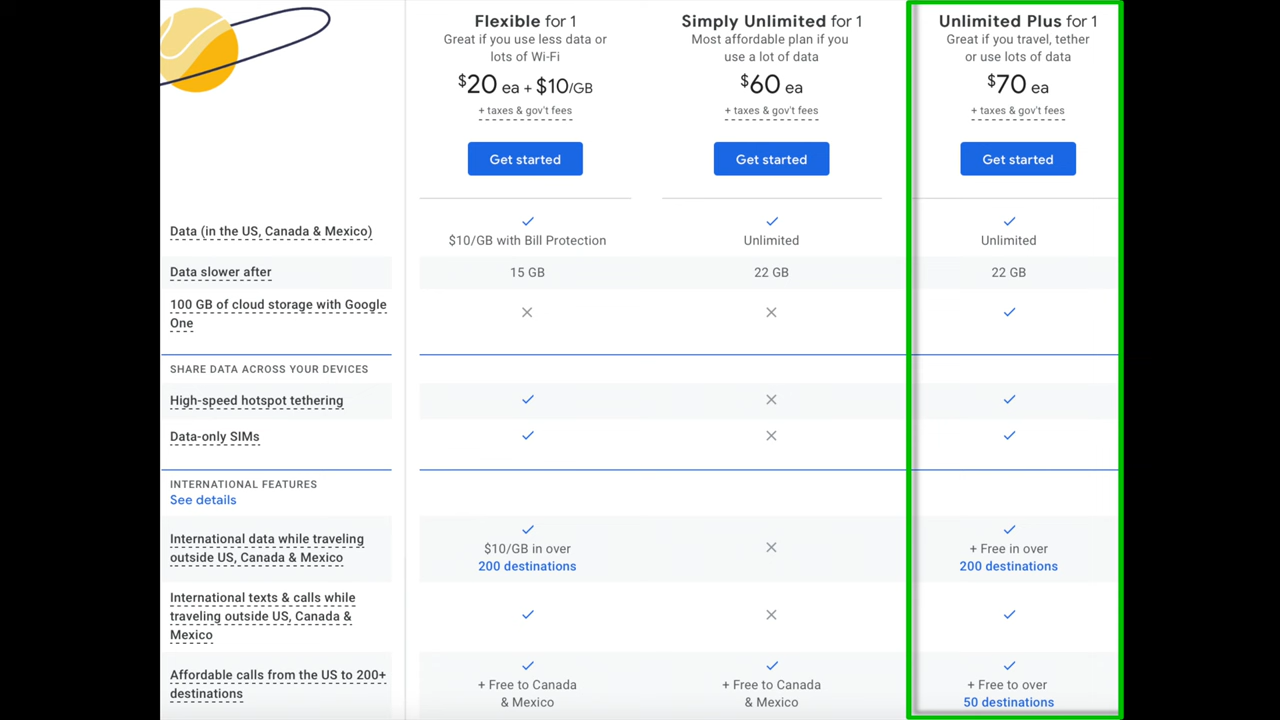 Flexible for 1
Great if you use less data or
lots of Wi-Fi
$20 ea + $10/GB
+ taxes & gov't fees
Get started
Simply Unlimited for 1
Most affordable plan if you
use a lot of data
$60 ea
+ taxes & gov't fees
Get started
Unlimited Plus for 1
Great if you travel, tether
or use lots of data
$70 ea
+ taxes & gov't fees
Get started
Data (in the US, Canada & Mexico)
$10/GB with Bill Protection
Unlimited
Unlimited
Data slower after
15 GB
22 GB
22 GB
100 GB of cloud storage with Google
One
SHARE DATA ACROSS YOUR DEVICES
High-speed hotspot tethering
Data-only SIMs
INTERNATIONAL FEATURES
See details
International data while traveling
outside US, Canada & Mexico
$10/GB in over
200 destinations
+ Free in over
200 destinations
International texts & calls while
traveling outside US, Canada &
Mexico
Affordable calls from the US to 200+
destinations
+ Free to Canada
& Mexico
+ Free to Canada
& Mexico
+ Free to over
50 destinations